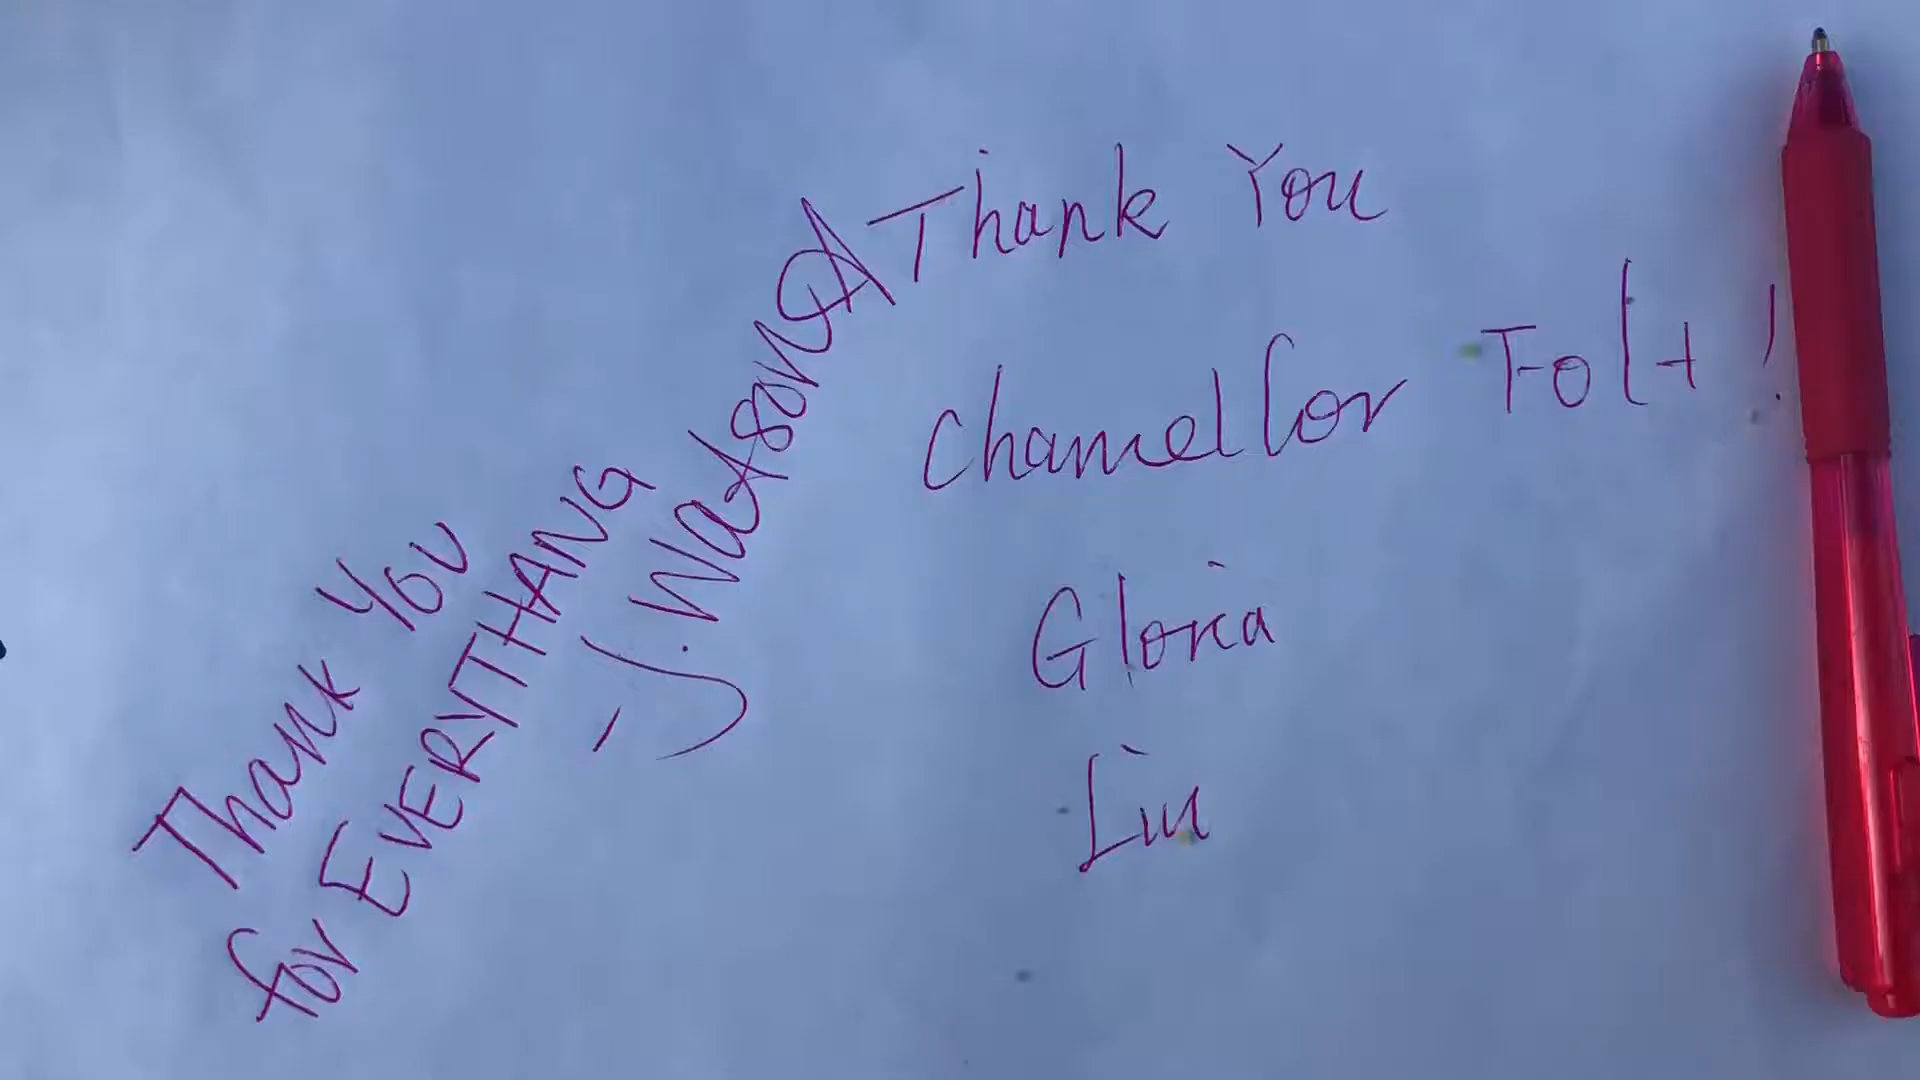 Thank You
for EVERYTHANG
- J. Watson
Thank You
Chancellor Folt!
Gloria
Liu